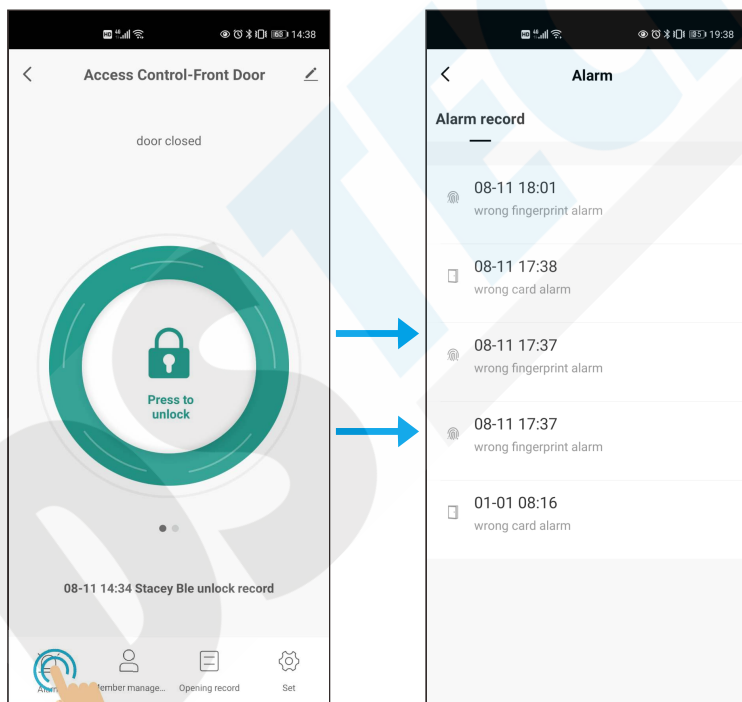 14:38
Access Control-Front Door
door closed
Press to
unlock
08-11 14:34 Stacey Ble unlock record
Alarm
Member manage...
Opening record
Set
19:38
Alarm
Alarm record
08-11 18:01
wrong fingerprint alarm
08-11 17:38
wrong card alarm
08-11 17:37
wrong fingerprint alarm
08-11 17:37
wrong fingerprint alarm
01-01 08:16
wrong card alarm